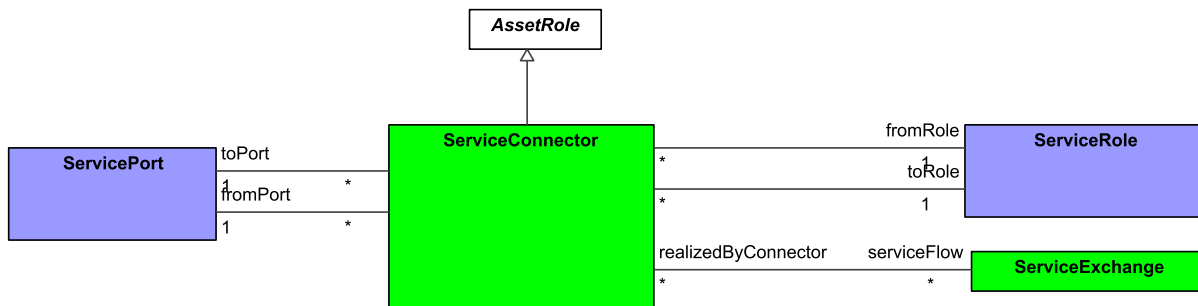 AssetRole
ServiceConnector
ServicePort
ServiceRole
toPort
1
*
fromPort
1
*
fromRole
*
1
toRole
*
1
realizedByConnector
serviceFlow
*
*
ServiceExchange